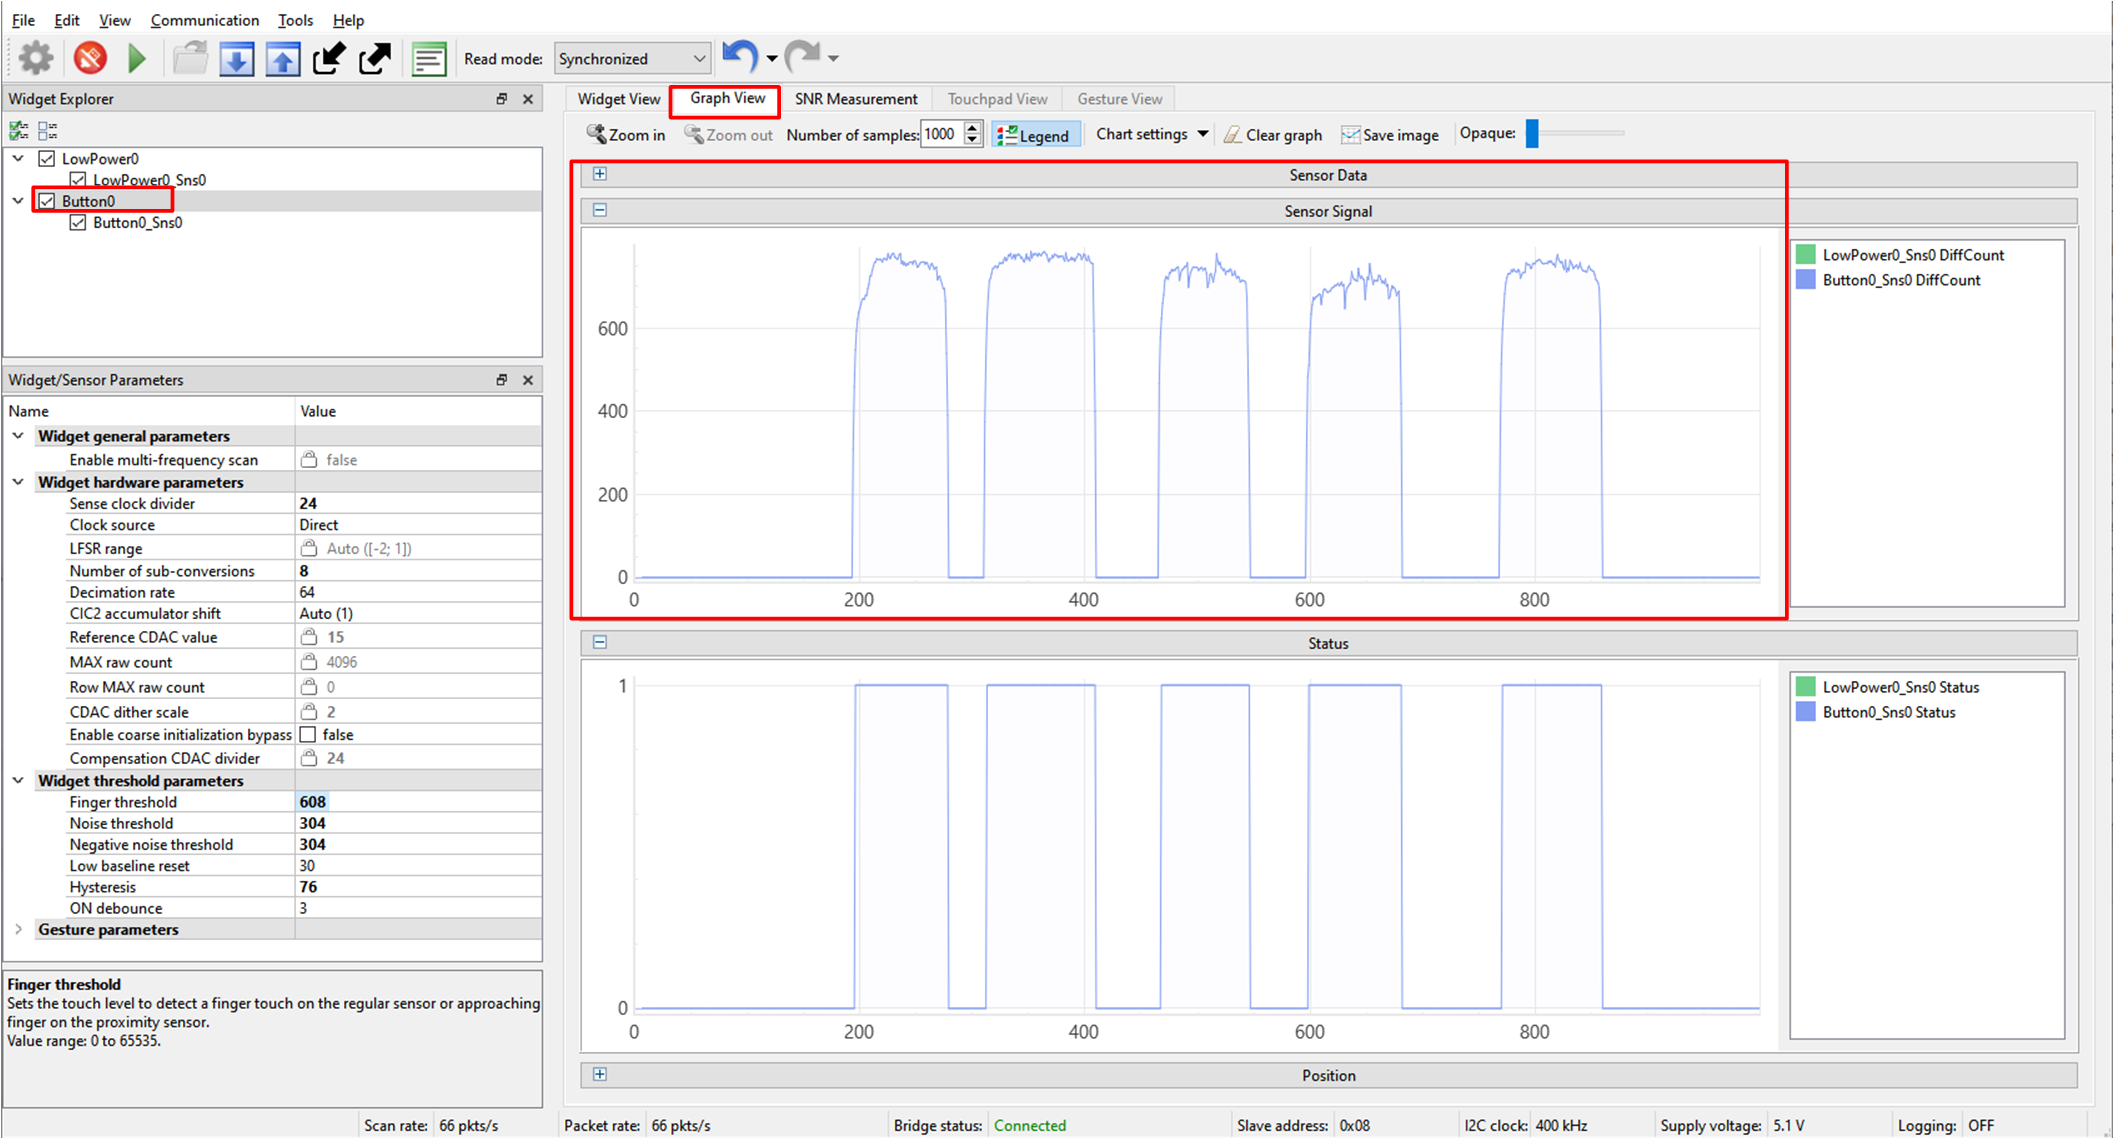 File Edit View Communication Tools Help
Read mode: Synchronized
Widget Explorer
LowPower0
LowPower0_Sns0
Button0
Button0_Sns0
Widget/Sensor Parameters
Name Value
Widget general parameters
Enable multi-frequency scan false
Widget hardware parameters
Sense clock divider 24
Clock source Direct
LFSR range Auto ([-2; 1])
Number of sub-conversions 8
Decimation rate 64
CIC2 accumulator shift Auto (1)
Reference CDAC value 15
MAX raw count 4096
Row MAX raw count 0
CDAC dither scale 2
Enable coarse initialization bypass false
Compensation CDAC divider 24
Widget threshold parameters
Finger threshold 608
Noise threshold 304
Negative noise threshold 304
Low baseline reset 30
Hysteresis 76
ON debounce 3
Gesture parameters
Finger threshold
Sets the touch level to detect a finger touch on the regular sensor or approaching
finger on the proximity sensor.
Value range: 0 to 65535.
Widget View Graph View SNR Measurement Touchpad View Gesture View
Zoom in Zoom out Number of samples: 1000 Legend Chart settings Clear graph Save image Opaque:
Sensor Data
Sensor Signal
600
400
200
0
0 200 400 600 800
LowPower0_Sns0 DiffCount
Button0_Sns0 DiffCount
Status
1
0
0 200 400 600 800
LowPower0_Sns0 Status
Button0_Sns0 Status
Position
Scan rate: 66 pkts/s Packet rate: 66 pkts/s Bridge status: Connected Slave address: 0x08 I2C clock: 400 kHz Supply voltage: 5.1 V Logging: OFF